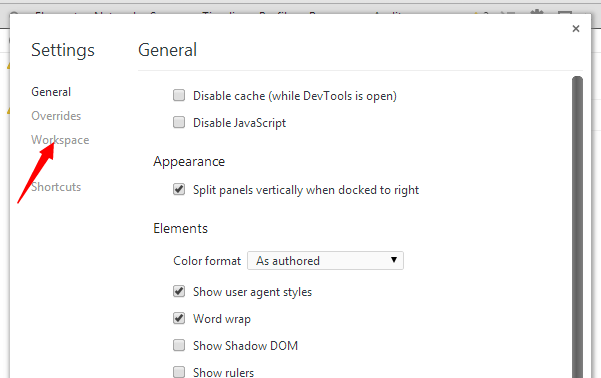 Settings
General
Overrides
Workspace
Shortcuts
General
Disable cache (while DevTools is open)
Disable JavaScript
Appearance
Split panels vertically when docked to right
Elements
Color format As authored
Show user agent styles
Word wrap
Show Shadow DOM
Show rulers